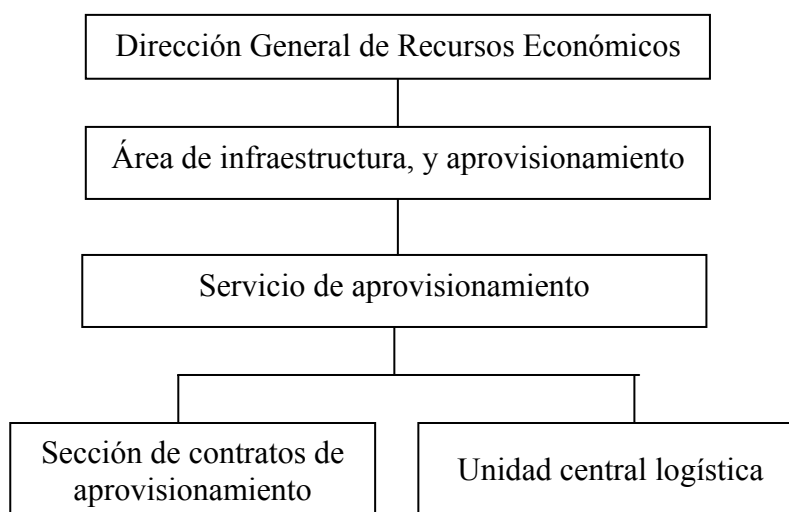 Dirección General de Recursos Económicos
Área de infraestructura, y aprovisionamiento
Servicio de aprovisionamiento
Sección de contratos de
aprovisionamiento
Unidad central logística